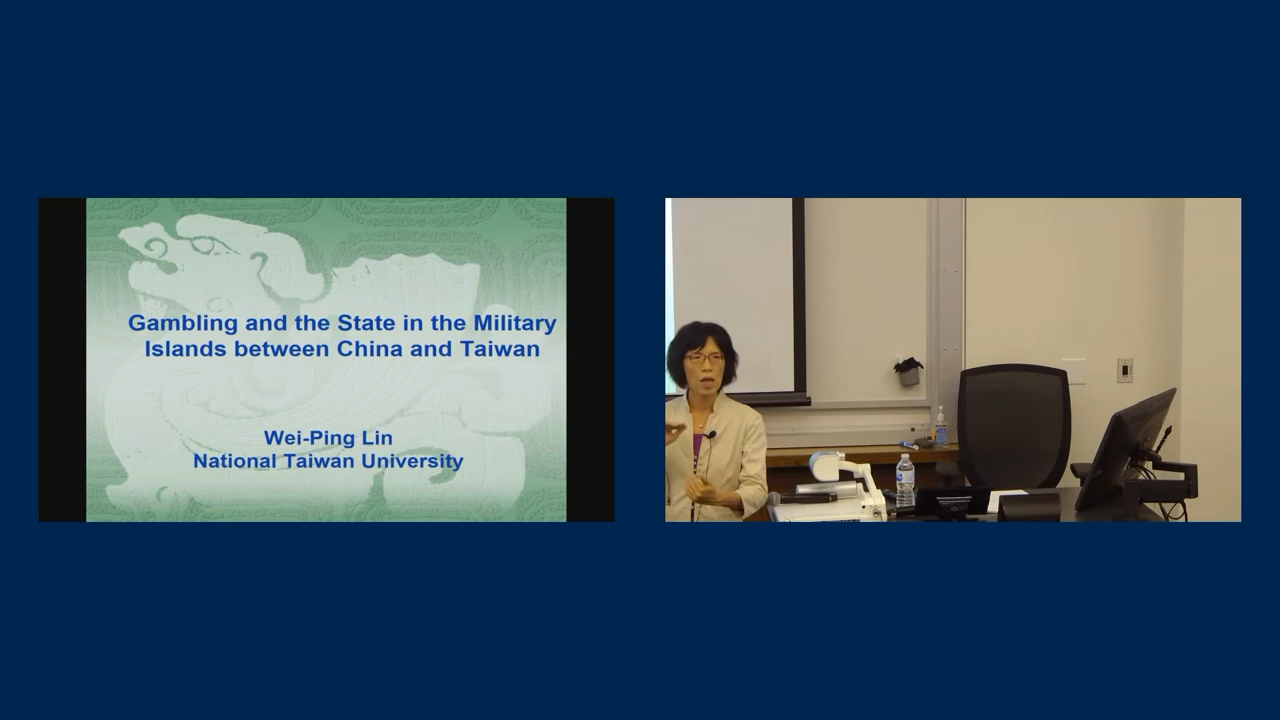 Gambling and the State in the Military
Islands between China and Taiwan
Wei-Ping Lin
National Taiwan University